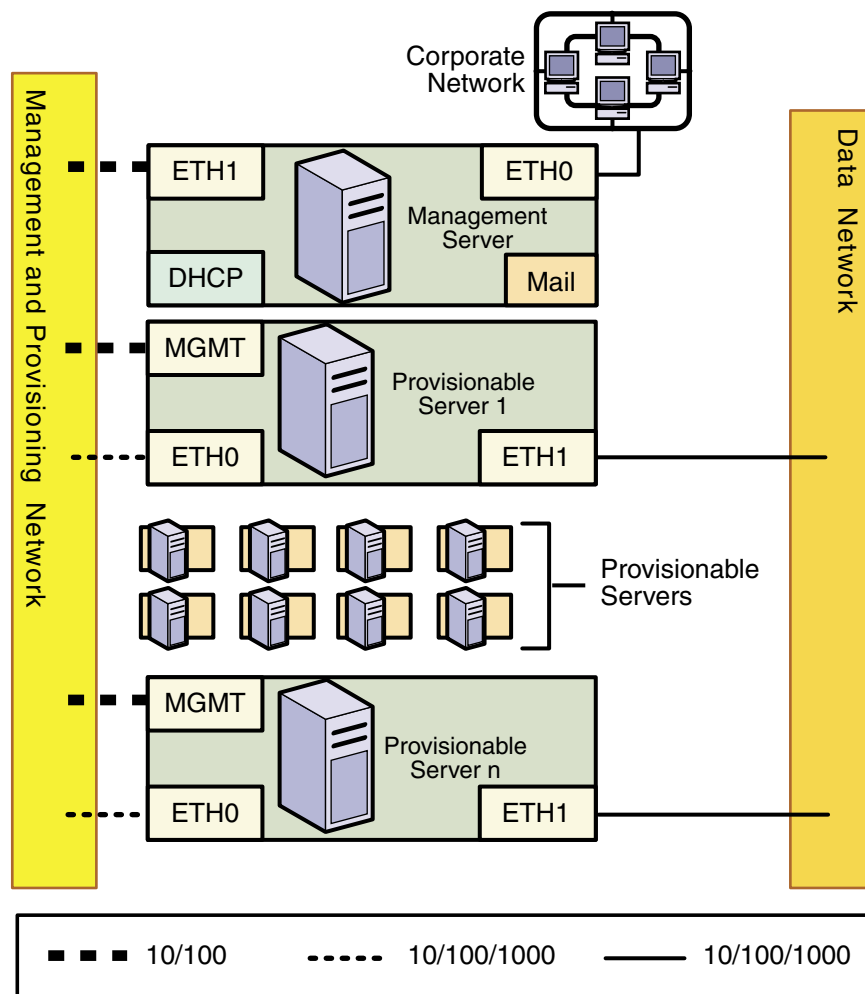 Corporate
Network
Management and Provisioning Network
Data Network
ETH1
ETH0
Management
Server
DHCP
Mail
MGMT
Provisionable
Server 1
ETH0
ETH1
Provisionable
Servers
MGMT
Provisionable
Server n
ETH0
ETH1
10/100
10/100/1000
10/100/1000